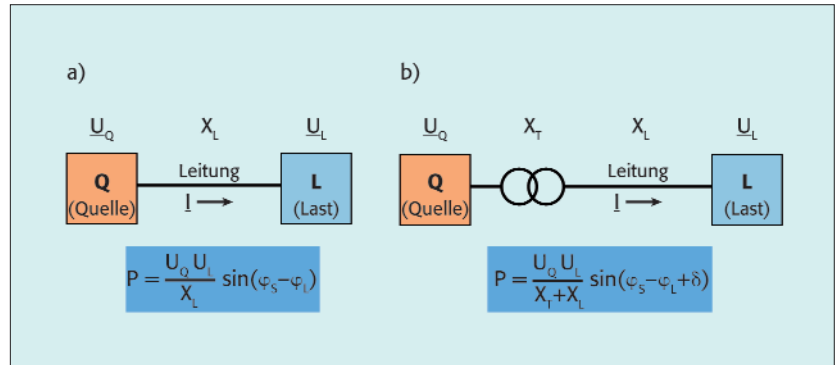 a)
U_Q X_L U_L
Q
(Quelle)
Leitung
I →
L
(Last)
P = U_Q U_L / X_L sin(φ_S–φ_L)
b)
U_Q X_T X_L U_L
Q
(Quelle)
Leitung
I →
L
(Last)
P = U_Q U_L / X_T+X_L sin(φ_S–φ_L+δ)